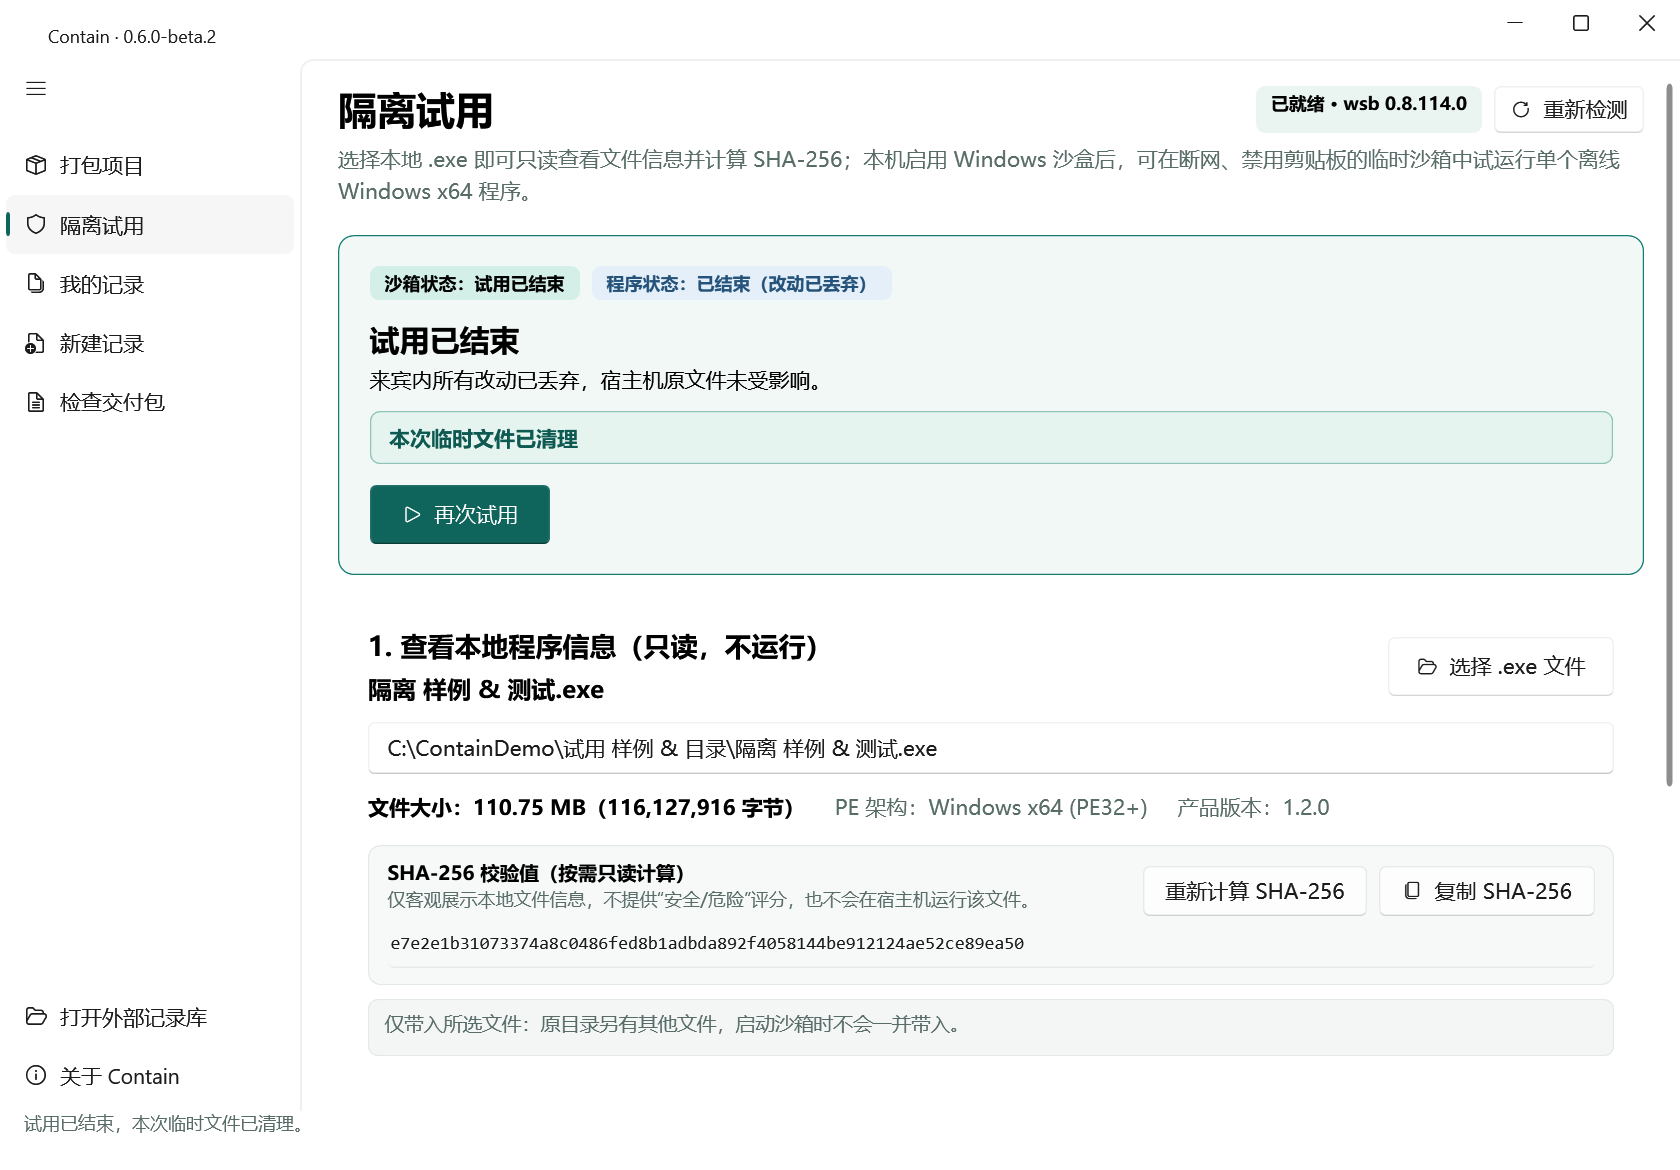 Contain · 0.6.0-beta.2
打包项目
隔离试用
我的记录
新建记录
检查交付包
打开外部记录库
关于 Contain
试用已结束，本次临时文件已清理。
隔离试用
已就绪 • wsb 0.8.114.0
重新检测
选择本地 .exe 即可只读查看文件信息并计算 SHA-256；本机启用 Windows 沙盒后，可在断网、禁用剪贴板的临时沙箱中试运行单个离线
Windows x64 程序。
沙箱状态：试用已结束
程序状态：已结束（改动已丢弃）
试用已结束
来宾内所有改动已丢弃，宿主机原文件未受影响。
本次临时文件已清理
再次试用
1. 查看本地程序信息（只读，不运行）
选择 .exe 文件
隔离 样例 & 测试.exe
C:\ContainDemo\试用 样例 & 目录\隔离 样例 & 测试.exe
文件大小：110.75 MB（116,127,916 字节） PE 架构：Windows x64 (PE32+) 产品版本：1.2.0
SHA-256 校验值（按需只读计算）
仅客观展示本地文件信息，不提供“安全/危险”评分，也不会在宿主机运行该文件。
重新计算 SHA-256
复制 SHA-256
e7e2e1b31073374a8c0486fed8b1adbda892f4058144be912124ae52ce89ea50
仅带入所选文件：原目录另有其他文件，启动沙箱时不会一并带入。